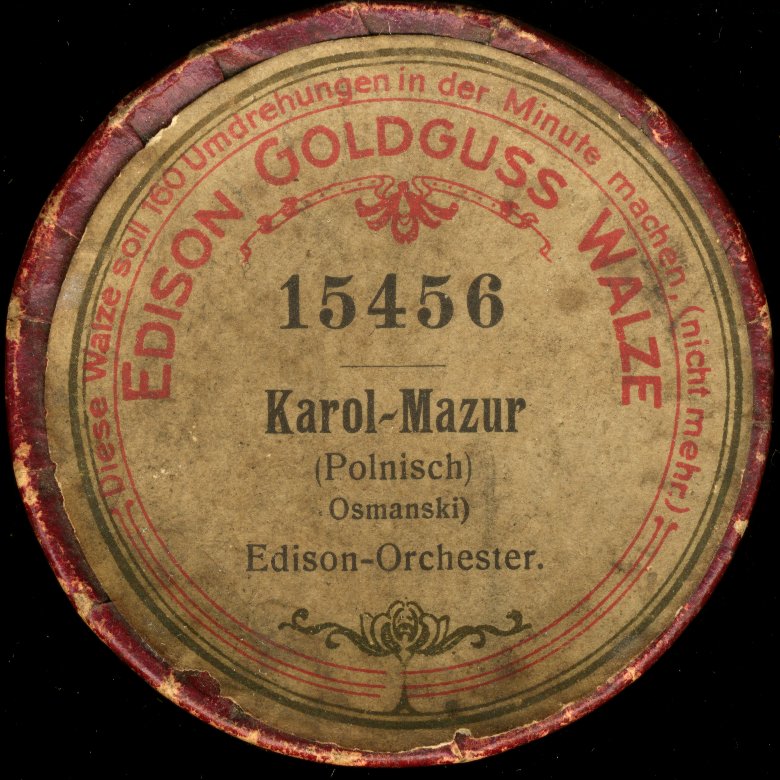 Diese Walze soll 160 Umdrehungen in der Minute machen, (nicht mehr)
EDISON GOLDGUSS WALZE
15456
Karol-Mazur
(Polnisch)
Osmanski)
Edison-Orchester.